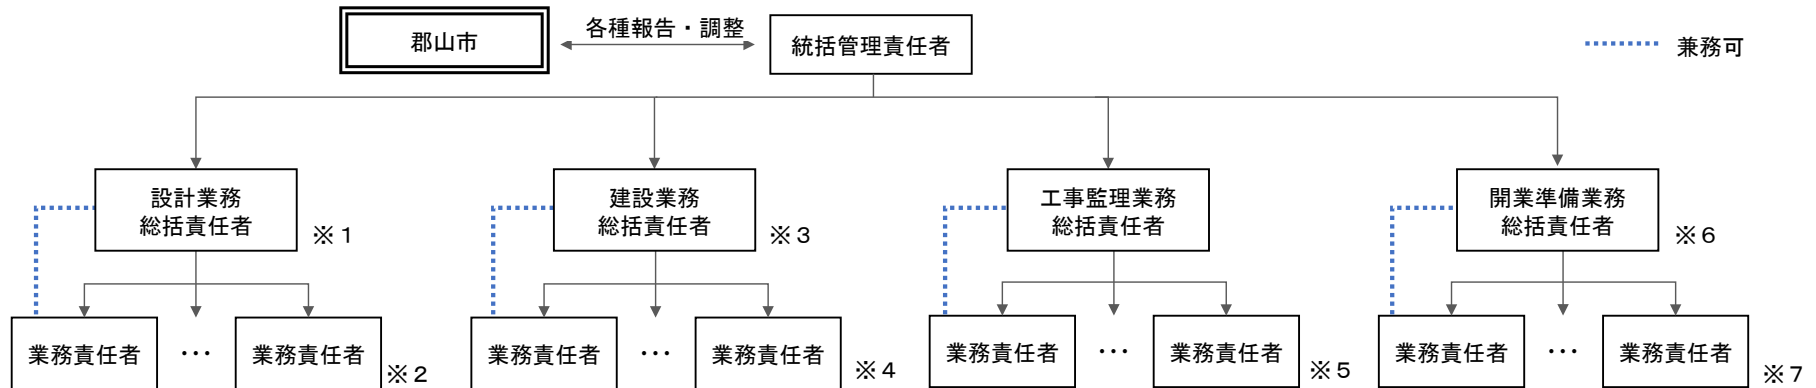 郡山市
各種報告・調整
統括管理責任者
兼務可
設計業務
総括責任者
※1
建設業務
総括責任者
※3
工事監理業務
総括責任者
開業準備業務
総括責任者
※6
業務責任者
…
業務責任者
※2
業務責任者
…
業務責任者
※4
業務責任者
…
業務責任者
※5
業務責任者
…
業務責任者
※7